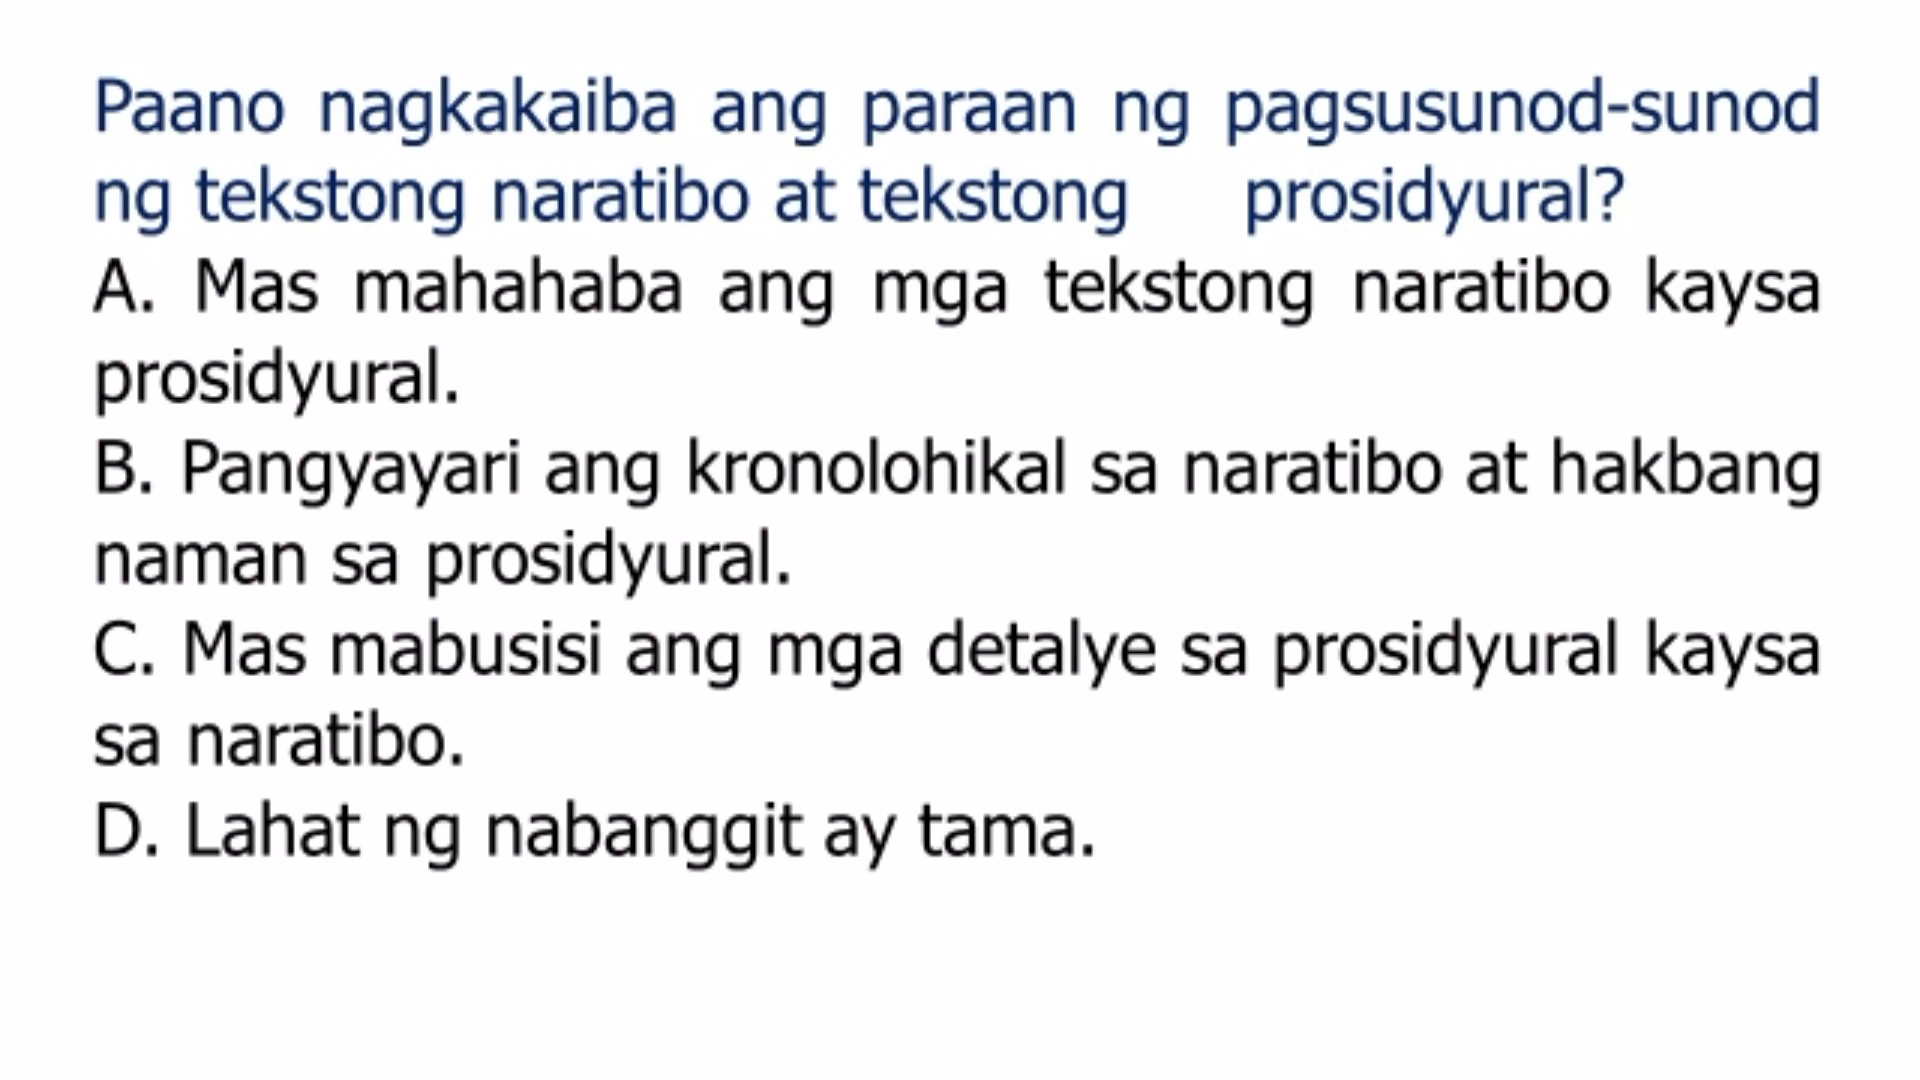 Paano nagkakaiba ang paraan ng pagsusunod-sunod
ng tekstong naratibo at tekstong prosidyural?
A. Mas mahahaba ang mga tekstong naratibo kaysa
prosidyural.
B. Pangyayari ang kronolohikal sa naratibo at hakbang
naman sa prosidyural.
C. Mas mabusisi ang mga detalye sa prosidyural kaysa
sa naratibo.
D. Lahat ng nabanggit ay tama.